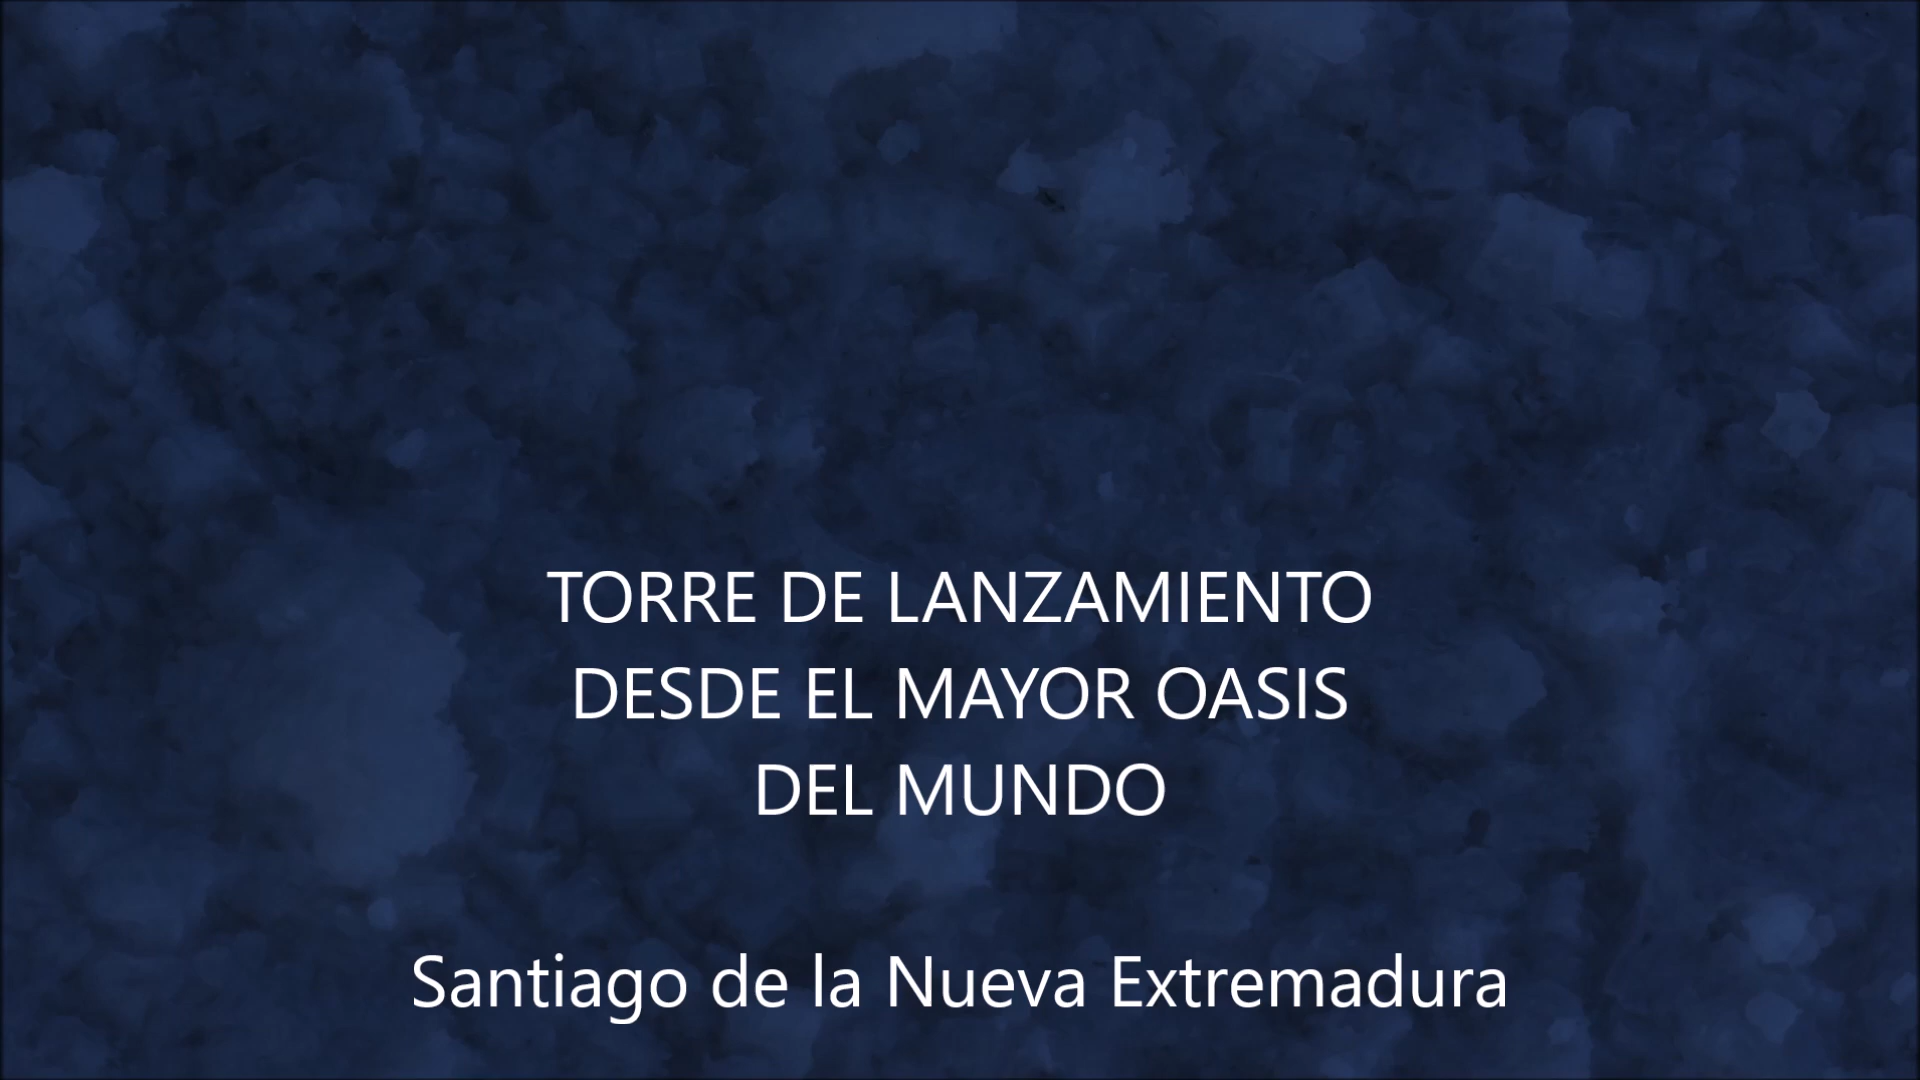 TORRE DE LANZAMIENTO
DESDE EL MAYOR OASIS
DEL MUNDO
Santiago de la Nueva Extremadura